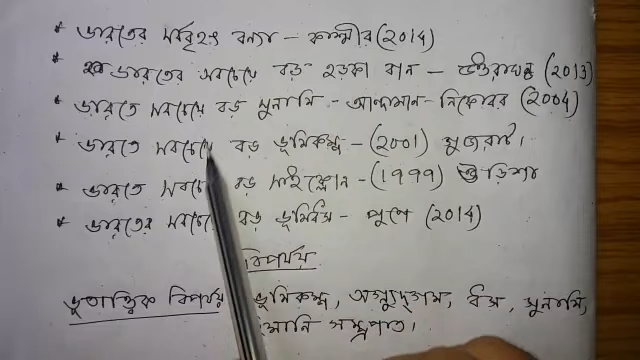 * ভারতের সর্ববৃহৎ বন্যা - কাশ্মীর (2014)
* ভারতের সবচেয়ে বড় হড়কা বান - উত্তরাখণ্ড (2013)
* ভারতে সবচেয়ে বড় সুনামি - আন্দামান-নিকোবর (2004)
* ভারতে সবচেয়ে বড় ভূমিকম্প - (2001) গুজরাট।
* ভারতে সবচে বড় সাইক্লোন - (1999) ওড়িশা
* ভারতের সবচেয়ে বড় ভূমিধস - পুণে (2014)
বিপর্যয়
ভূতাত্ত্বিক বিপর্যয় ভূমিকম্প, অগ্ন্যুদ্গম, ধস, সুনামি,